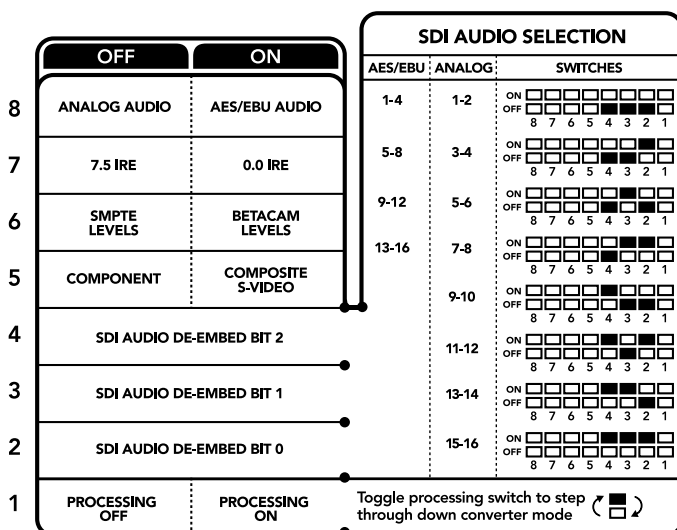 OFF ON
8 ANALOG AUDIO AES/EBU AUDIO
7 7.5 IRE 0.0 IRE
6 SMPTE LEVELS BETACAM LEVELS
5 COMPONENT COMPOSITE S-VIDEO
4 SDI AUDIO DE-EMBED BIT 2
3 SDI AUDIO DE-EMBED BIT 1
2 SDI AUDIO DE-EMBED BIT 0
1 PROCESSING OFF PROCESSING ON
SDI AUDIO SELECTION
AES/EBU ANALOG SWITCHES
1-4 1-2 ON
OFF
8 7 6 5 4 3 2 1
5-8 3-4 ON
OFF
8 7 6 5 4 3 2 1
9-12 5-6 ON
OFF
8 7 6 5 4 3 2 1
13-16 7-8 ON
OFF
8 7 6 5 4 3 2 1
9-10 ON
OFF
8 7 6 5 4 3 2 1
11-12 ON
OFF
8 7 6 5 4 3 2 1
13-14 ON
OFF
8 7 6 5 4 3 2 1
15-16 ON
OFF
8 7 6 5 4 3 2 1
Toggle processing switch to step
through down converter mode